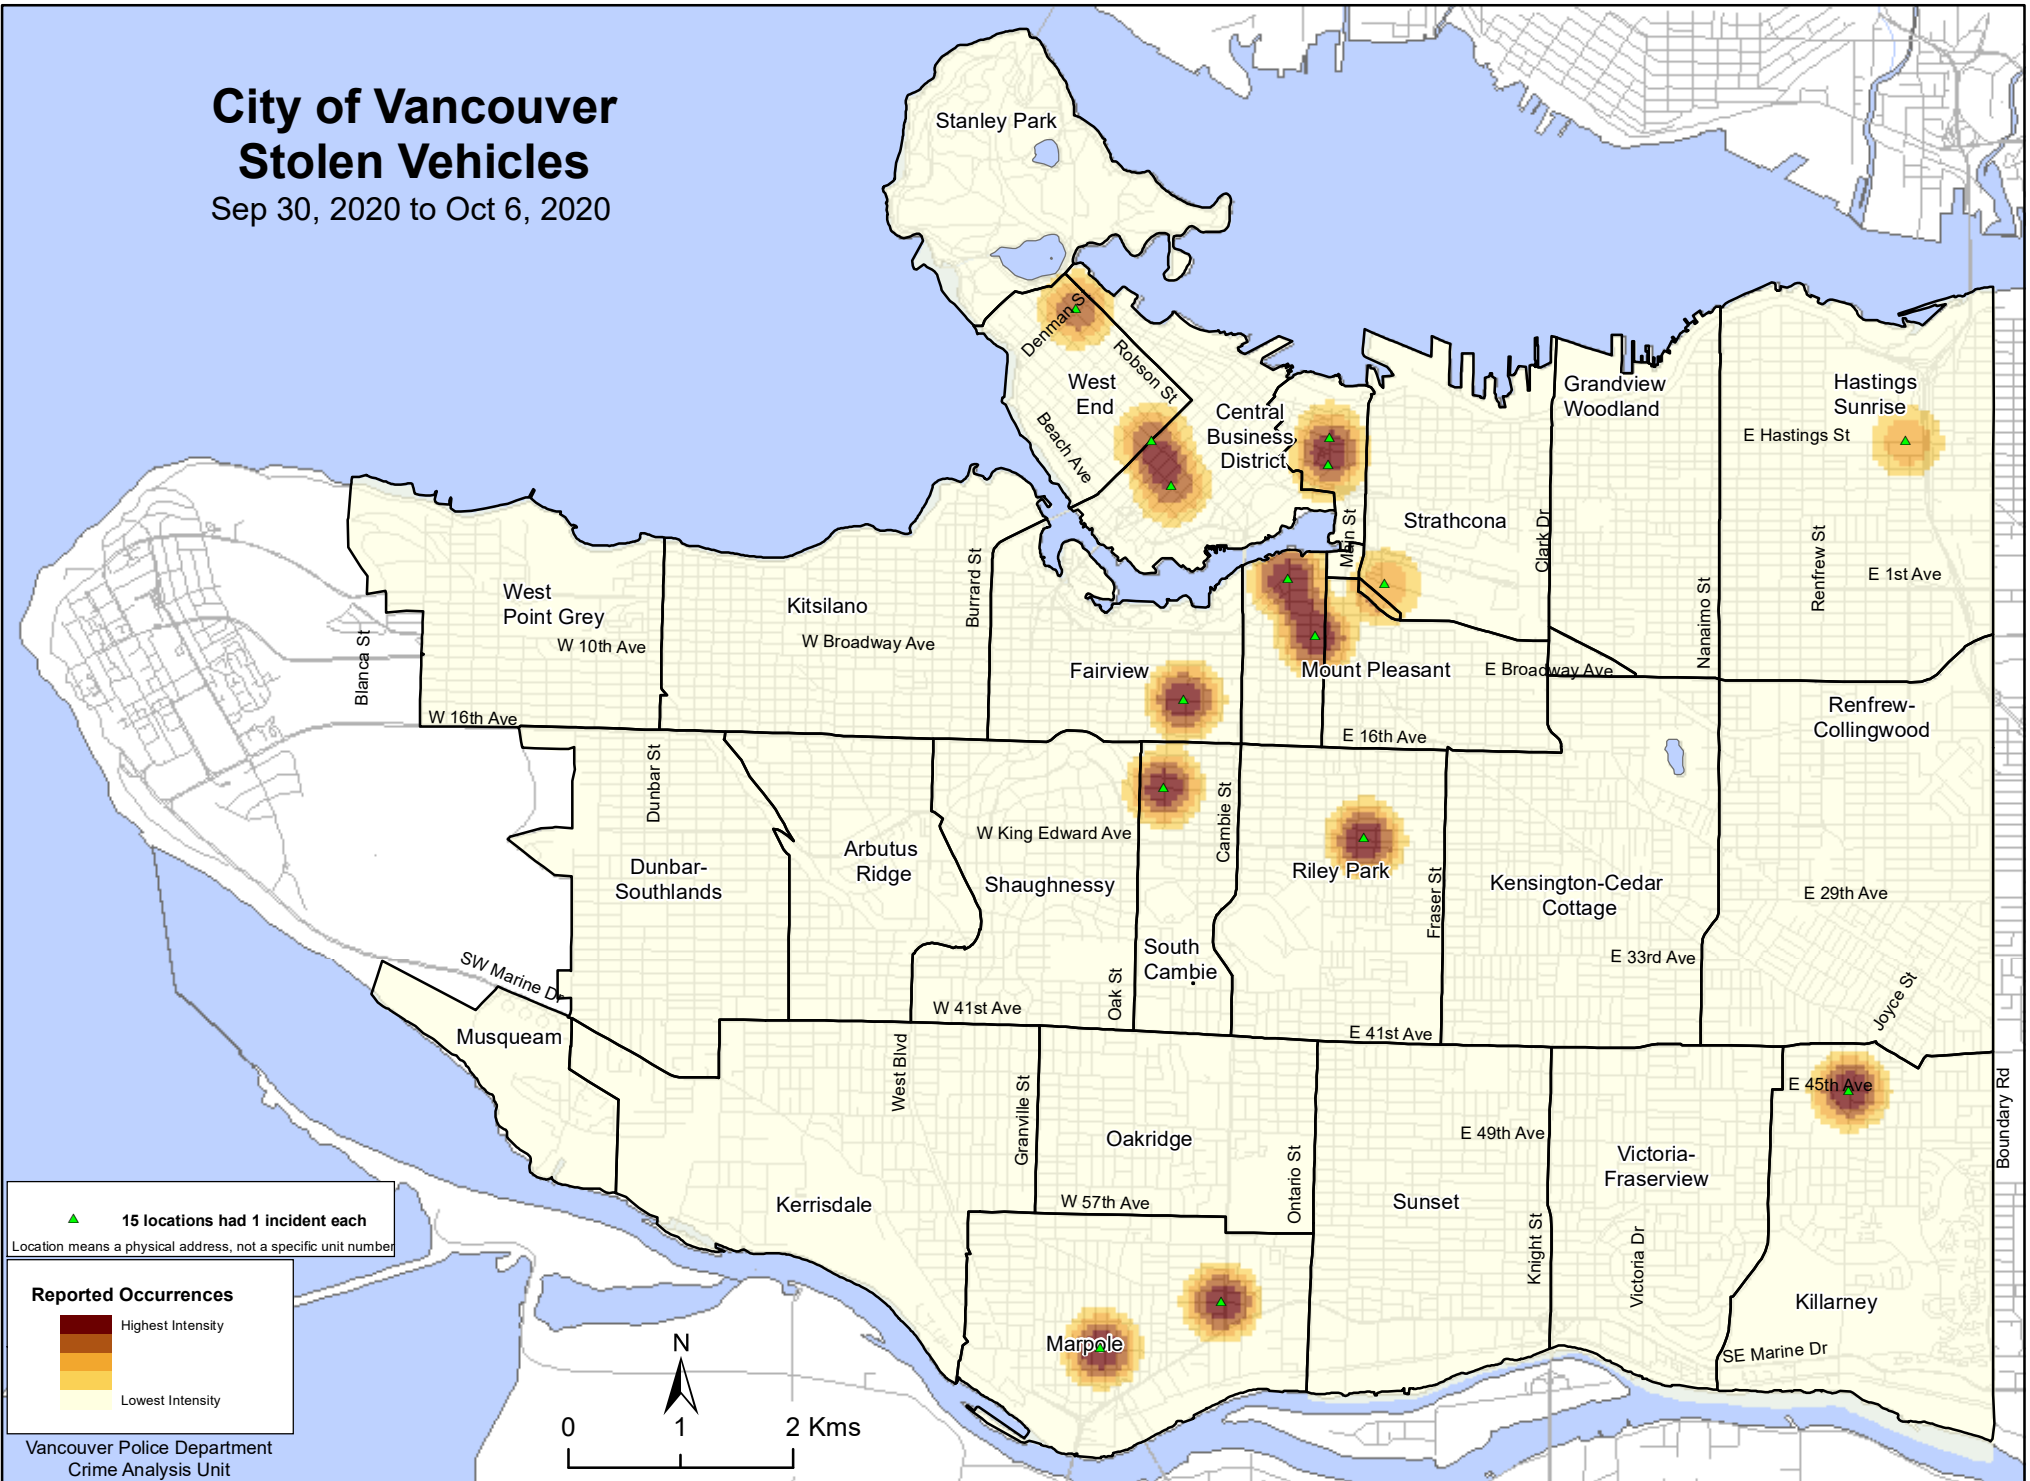 City of Vancouver
Stolen Vehicles
Sep 30, 2020 to Oct 6, 2020
Stanley Park
Denman St
Robson St
West
End
Beach Ave
Central
Business
District
Grandview
Woodland
Hastings
Sunrise
E Hastings St
Strathcona
Main St
Clark Dr
Nanaimo St
Renfrew St
E 1st Ave
West
Point Grey
W 10th Ave
Blanca St
W 16th Ave
Kitsilano
W Broadway Ave
Burrard St
Fairview
Mount Pleasant
E Broadway Ave
E 16th Ave
Renfrew-
Collingwood
Dunbar St
Dunbar-
Southlands
Arbutus
Ridge
W King Edward Ave
Shaughnessy
Cambie St
Riley Park
Fraser St
Kensington-Cedar
Cottage
E 29th Ave
E 33rd Ave
South
Cambie
Oak St
W 41st Ave
E 41st Ave
Joyce St
SW Marine Dr
Musqueam
West Blvd
Granville St
Oakridge
E 49th Ave
E 45th Ave
Boundary Rd
Victoria-
Fraserview
W 57th Ave
Ontario St
Sunset
Kerrisdale
Knight St
Victoria Dr
Killarney
SE Marine Dr
Marpole
15 locations had 1 incident each
Location means a physical address, not a specific unit number
Reported Occurrences
Highest Intensity
Lowest Intensity
Vancouver Police Department
Crime Analysis Unit
N
0 1 2 Kms